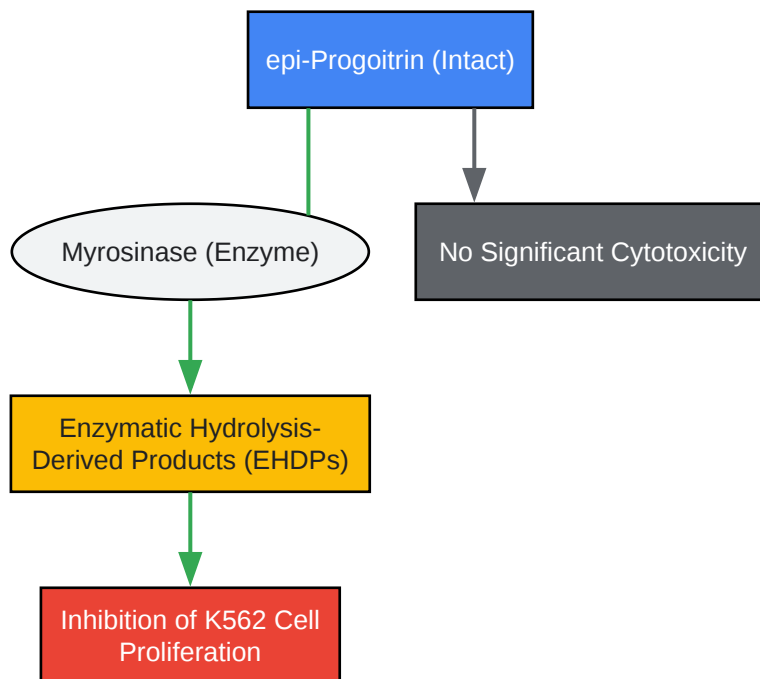 epi-Progoitrin (Intact)
Myrosinase (Enzyme)
No Significant Cytotoxicity
Enzymatic Hydrolysis-
Derived Products (EHDPs)
Inhibition of K562 Cell
Proliferation